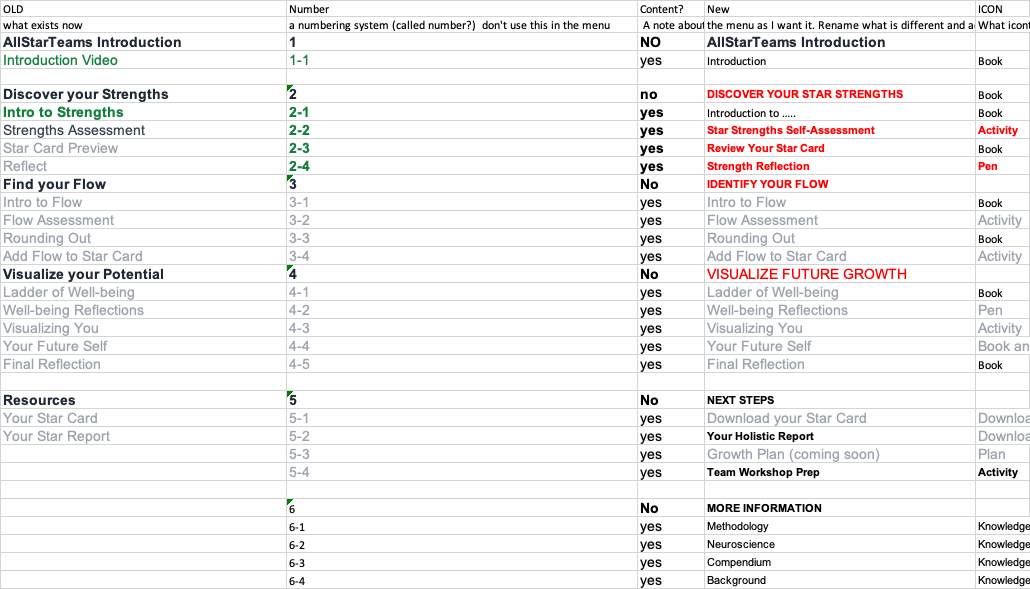 OLD Number Content? New ICON
what exists now a numbering system (called number?) don't use this in the menu A note about the menu as I want it. Rename what is different and a What icon
AllStarTeams Introduction 1 NO AllStarTeams Introduction
Introduction Video 1-1 yes Introduction Book
Discover your Strengths 2 no DISCOVER YOUR STAR STRENGTHS Book
Intro to Strengths 2-1 yes Introduction to ..... Book
Strengths Assessment 2-2 yes Star Strengths Self-Assessment Activity
Star Card Preview 2-3 yes Review Your Star Card Book
Reflect 2-4 yes Strength Reflection Pen
Find your Flow 3 No IDENTIFY YOUR FLOW
Intro to Flow 3-1 yes Intro to Flow Book
Flow Assessment 3-2 yes Flow Assessment Activity
Rounding Out 3-3 yes Rounding Out Book
Add Flow to Star Card 3-4 yes Add Flow to Star Card Activity
Visualize your Potential 4 No VISUALIZE FUTURE GROWTH
Ladder of Well-being 4-1 yes Ladder of Well-being Book
Well-being Reflections 4-2 yes Well-being Reflections Pen
Visualizing You 4-3 yes Visualizing You Activity
Your Future Self 4-4 yes Your Future Self Book an
Final Reflection 4-5 yes Final Reflection Book
Resources 5 No NEXT STEPS
Your Star Card 5-1 yes Download your Star Card Downloa
Your Star Report 5-2 yes Your Holistic Report Downloa
5-3 yes Growth Plan (coming soon) Plan
5-4 yes Team Workshop Prep Activity
6 No MORE INFORMATION
6-1 yes Methodology Knowledge
6-2 yes Neuroscience Knowledge
6-3 yes Compendium Knowledge
6-4 yes Background Knowledge